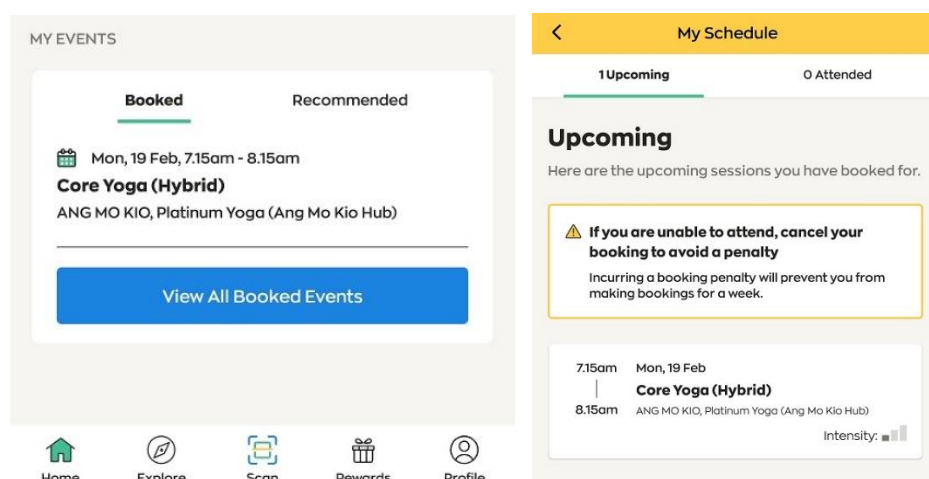 MY EVENTS
Booked
Recommended
Mon, 19 Feb, 7.15am - 8.15am
Core Yoga (Hybrid)
ANG MO KIO, Platinum Yoga (Ang Mo Kio Hub)
View All Booked Events
Home
Explore
Scan
Rewards
Profile
My Schedule
1 Upcoming
0 Attended
Upcoming
Here are the upcoming sessions you have booked for.
If you are unable to attend, cancel your
booking to avoid a penalty
Incurring a booking penalty will prevent you from
making bookings for a week.
7.15am Mon, 19 Feb
Core Yoga (Hybrid)
8.15am ANG MO KIO, Platinum Yoga (Ang Mo Kio Hub)
Intensity: